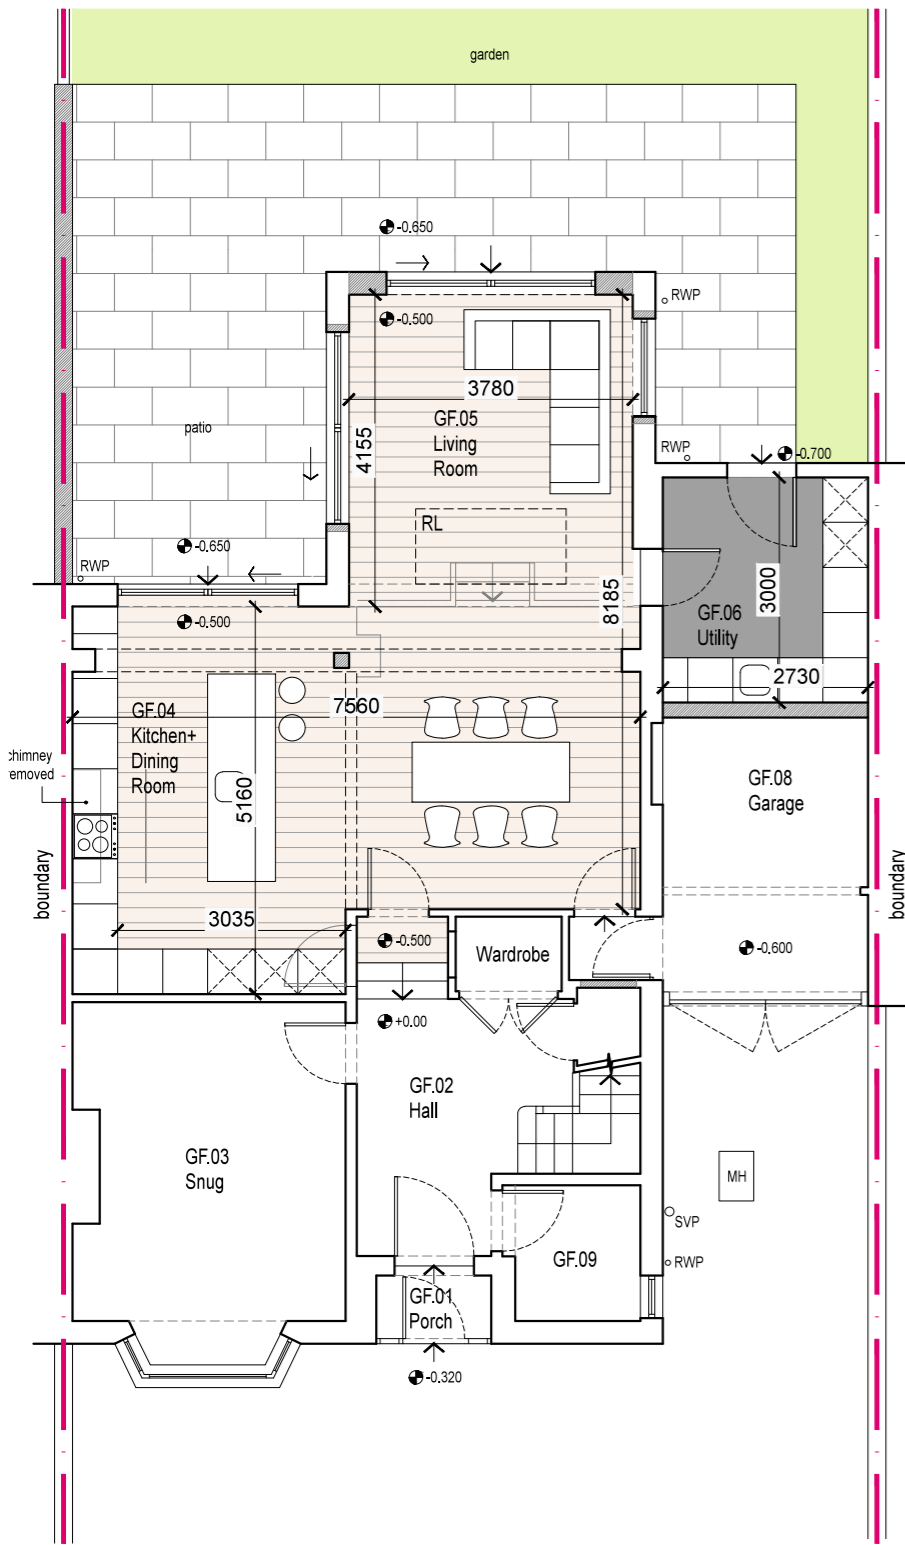 garden
-0.650
RWP
-0.500
3780
GF.05
Living
Room
4155
patio
RWP
-0.700
RL
-0.650
RWP
-0.500
8185
GF.06
Utility
3000
2730
7560
GF.04
Kitchen+
Dining
Room
chimney
removed
5160
GF.08
Garage
boundary
boundary
3035
-0.500
Wardrobe
-0.600
+0.00
GF.02
Hall
GF.03
Snug
MH
SVP
GF.09
RWP
GF.01
Porch
-0.320